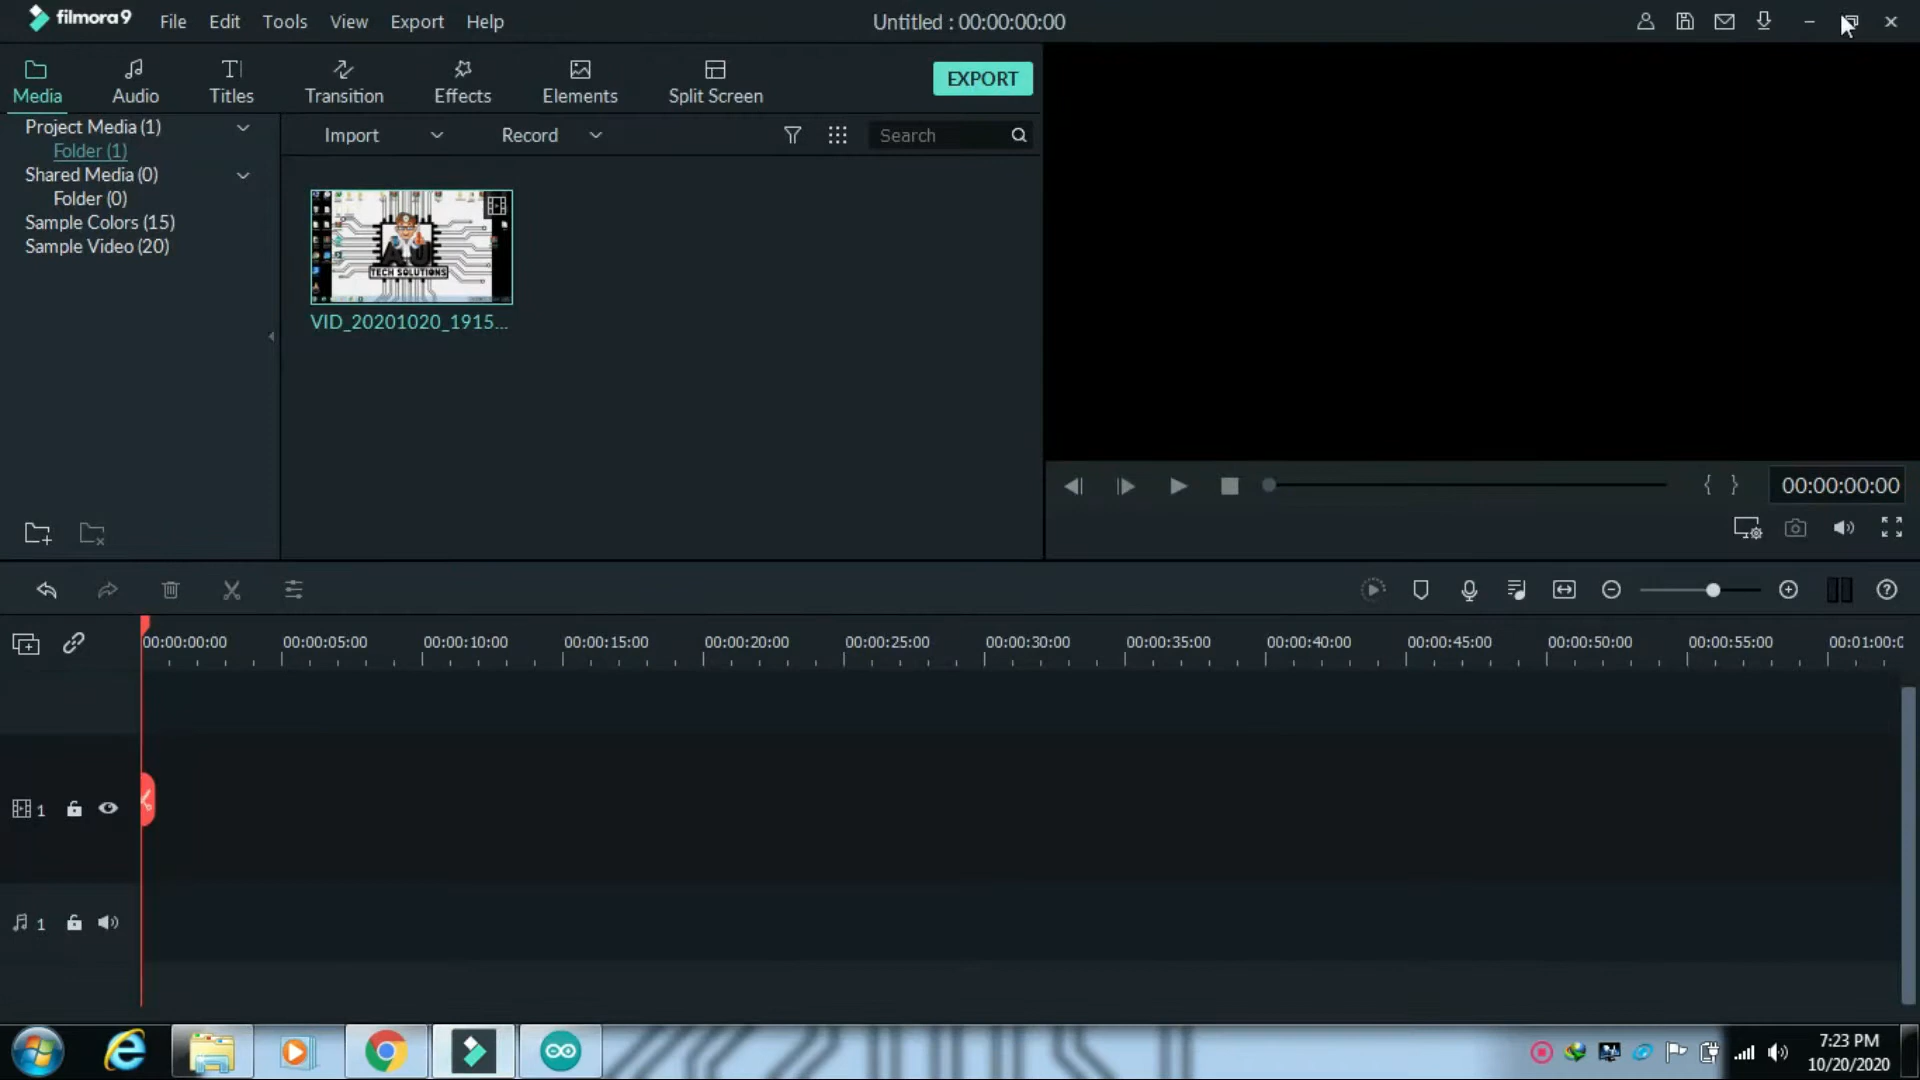 filmora9 File Edit Tools View Export Help Untitled : 00:00:00:00
Media Audio Titles Transition Effects Elements Split Screen EXPORT
Project Media (1)
Folder (1)
Shared Media (0)
Folder (0)
Sample Colors (15)
Sample Video (20)
Import Record Search
AU
TECH SOLUTIONS
VID_20201020_1915...
00:00:00:00
00:00:00:00 00:00:05:00 00:00:10:00 00:00:15:00 00:00:20:00 00:00:25:00 00:00:30:00 00:00:35:00 00:00:40:00 00:00:45:00 00:00:50:00 00:00:55:00 00:01:00:0
1
1
7:23 PM
10/20/2020